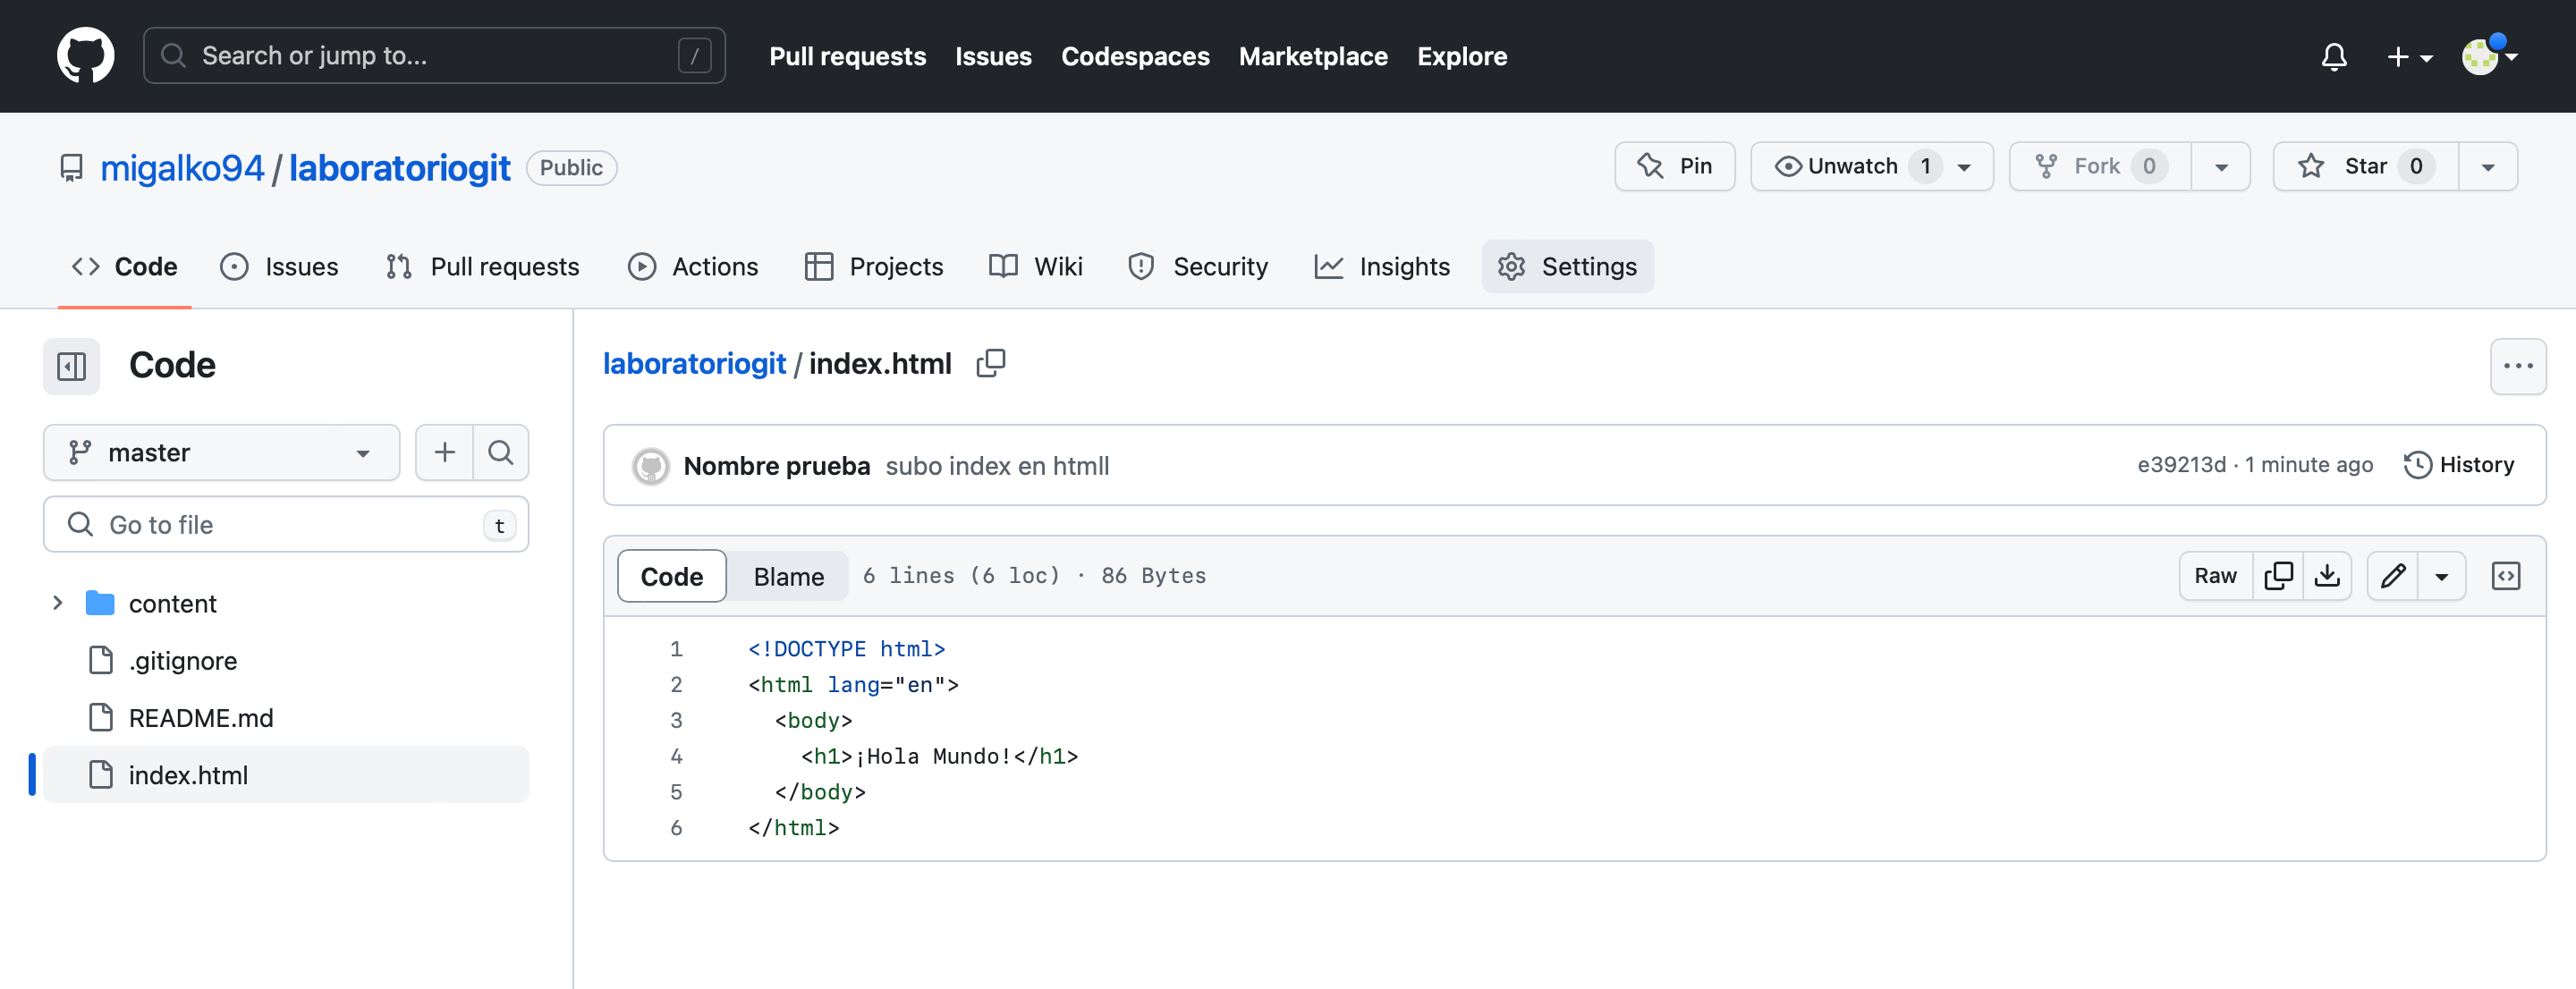 Search or jump to... / Pull requests Issues Codespaces Marketplace Explore
migalko94 / laboratoriogit Public Pin Unwatch 1 Fork 0 Star 0
Code Issues Pull requests Actions Projects Wiki Security Insights Settings
Code
master
Go to file t
content
.gitignore
README.md
index.html
laboratoriogit / index.html
Nombre prueba subo index en htmll e39213d · 1 minute ago History
Code Blame 6 lines (6 loc) · 86 Bytes Raw
1 <!DOCTYPE html>
2 <html lang="en">
3 <body>
4 <h1>¡Hola Mundo!</h1>
5 </body>
6 </html>